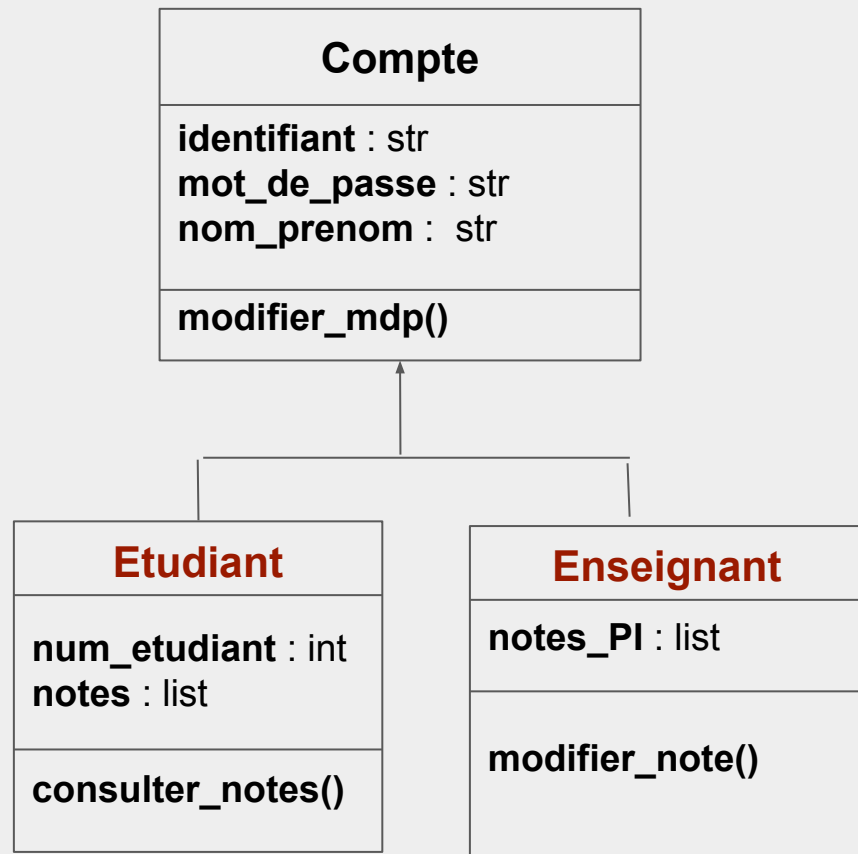 Compte
identifiant : str
mot_de_passe : str
nom_prenom : str
modifier_mdp()
Etudiant
num_etudiant : int
notes : list
consulter_notes()
Enseignant
notes_PI : list
modifier_note()